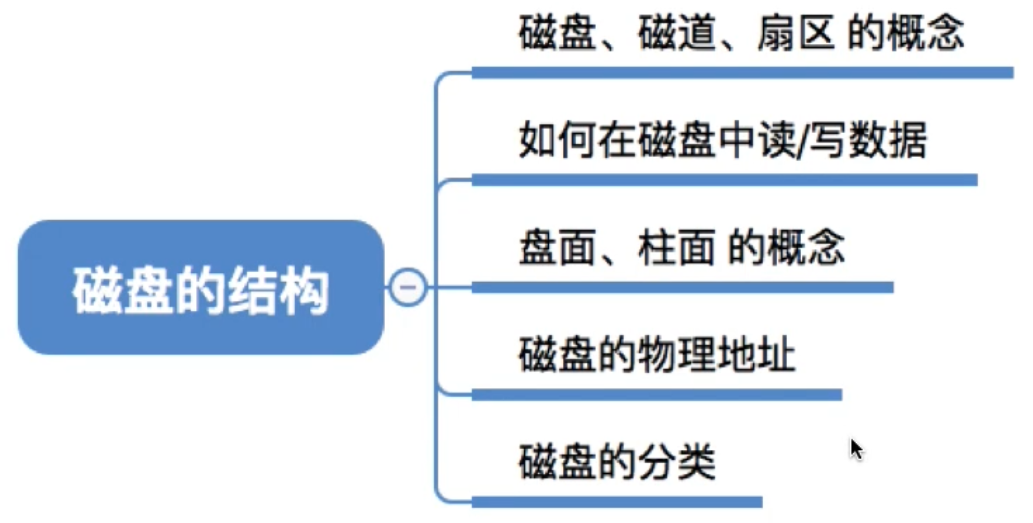 磁盘的结构
磁盘、磁道、扇区 的概念
如何在磁盘中读/写数据
盘面、柱面 的概念
磁盘的物理地址
磁盘的分类